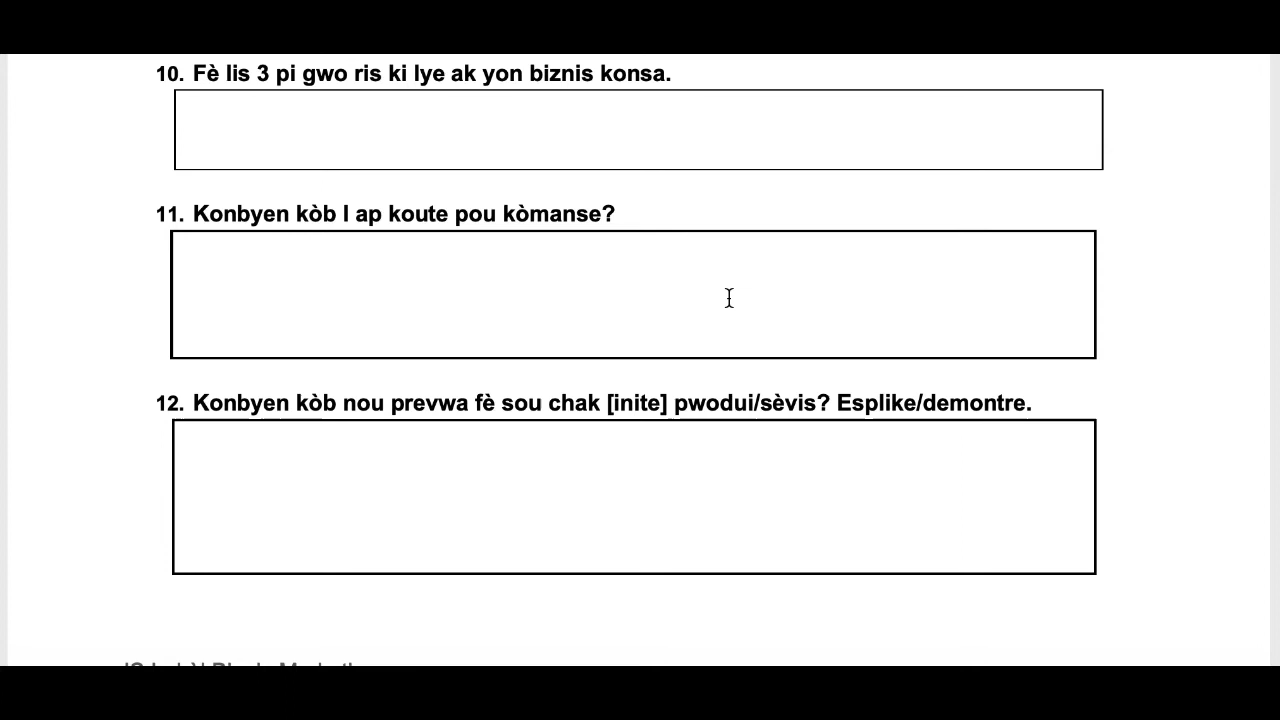 10. Fè lis 3 pi gwo ris ki lye ak yon biznis konsa.
11. Konbyen kòb l ap koute pou kòmanse?
12. Konbyen kòb nou prevwa fè sou chak [inite] pwodui/sèvis? Esplike/demontre.